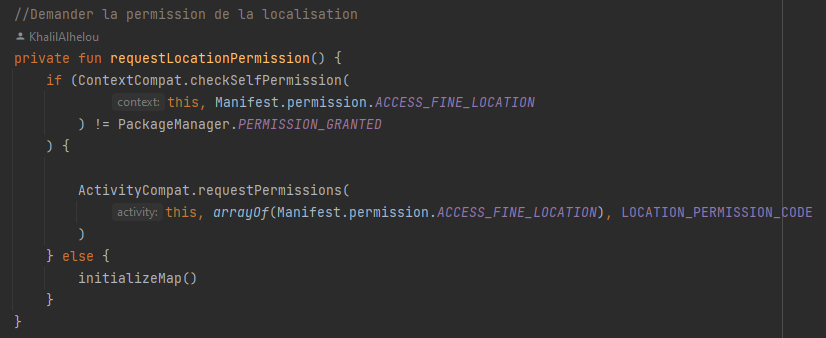 //Demander la permission de la localisation
KhalilAlhelou
private fun requestLocationPermission() {
if (ContextCompat.checkSelfPermission(
context: this, Manifest.permission.ACCESS_FINE_LOCATION
) != PackageManager.PERMISSION_GRANTED
) {
ActivityCompat.requestPermissions(
activity: this, arrayOf(Manifest.permission.ACCESS_FINE_LOCATION), LOCATION_PERMISSION_CODE
)
} else {
initializeMap()
}
}